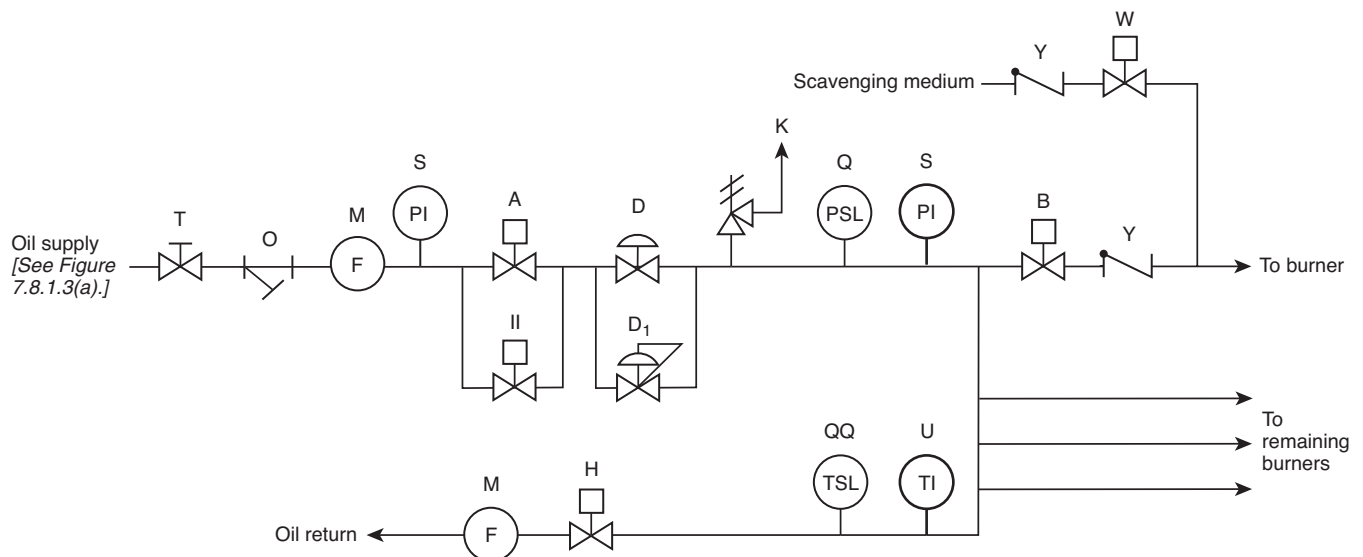 W
Y
Scavenging medium
K
S
Q
S
A
D
B
M
T
PI
PSL
PI
O
Y
Oil supply
[See Figure
7.8.1.3(a).]
F
To burner
II
D₁
QQ
U
To
remaining
burners
H
M
TSL
TI
Oil return
F